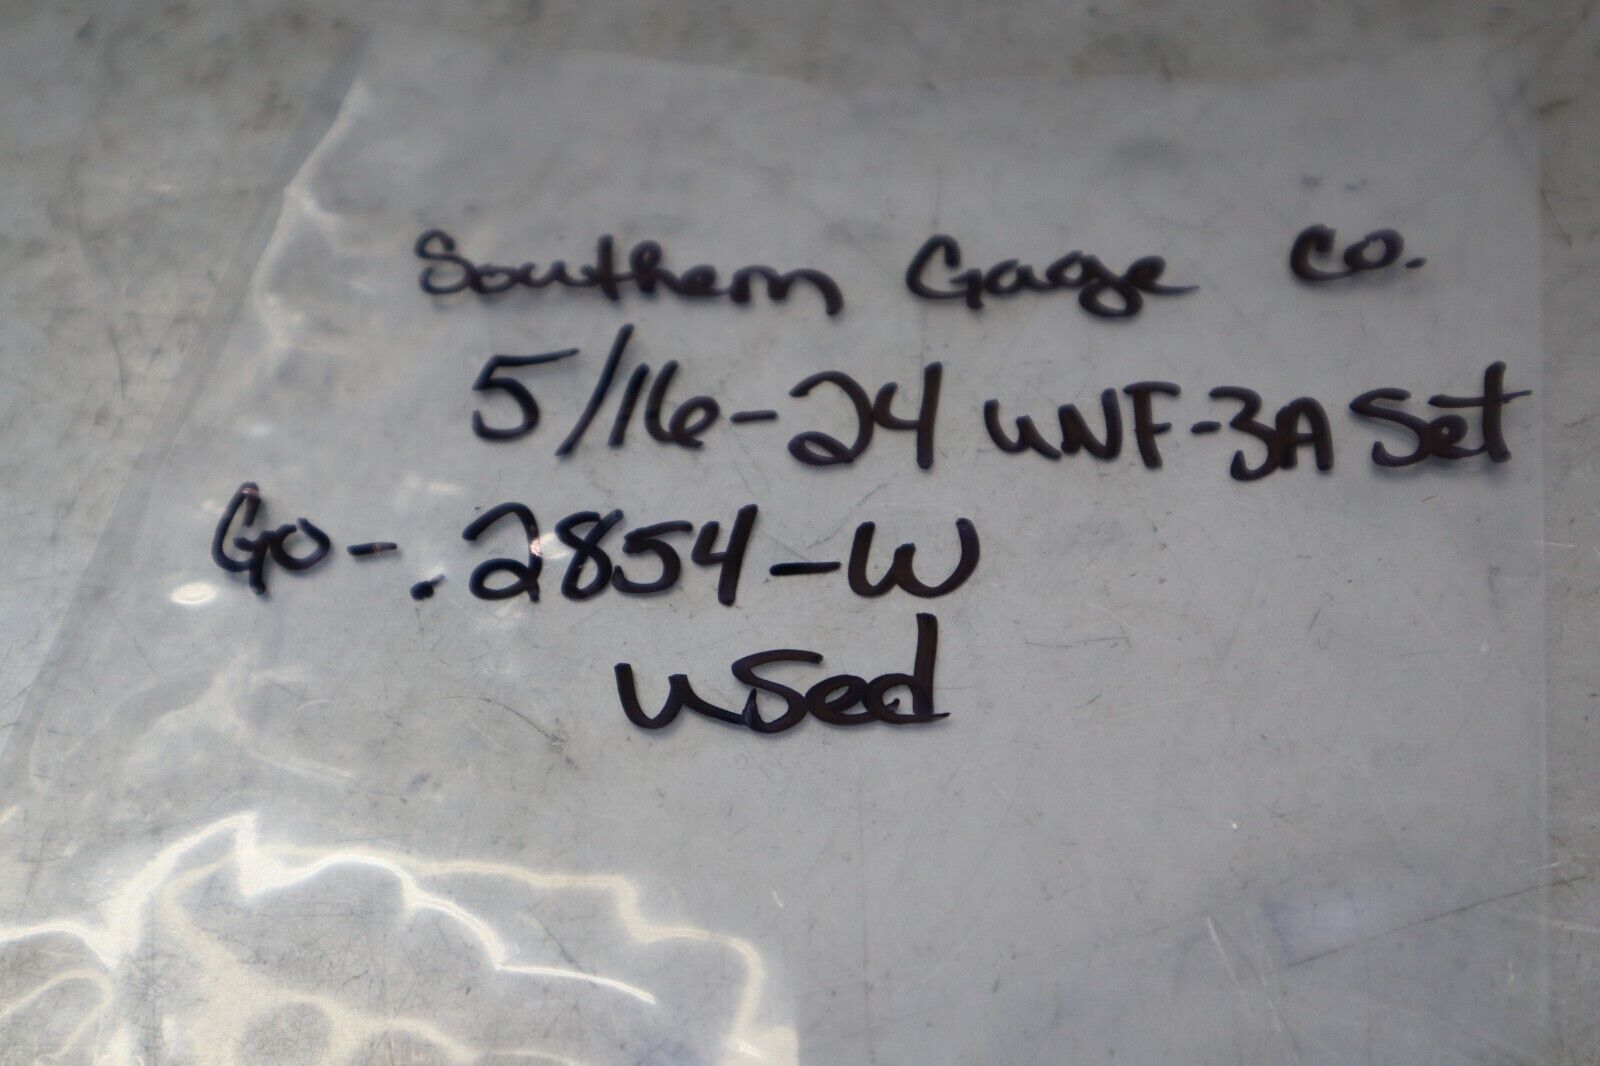 Southern Gage Co.
5/16-24 UNF-3A Set
GO-.2854-W
used